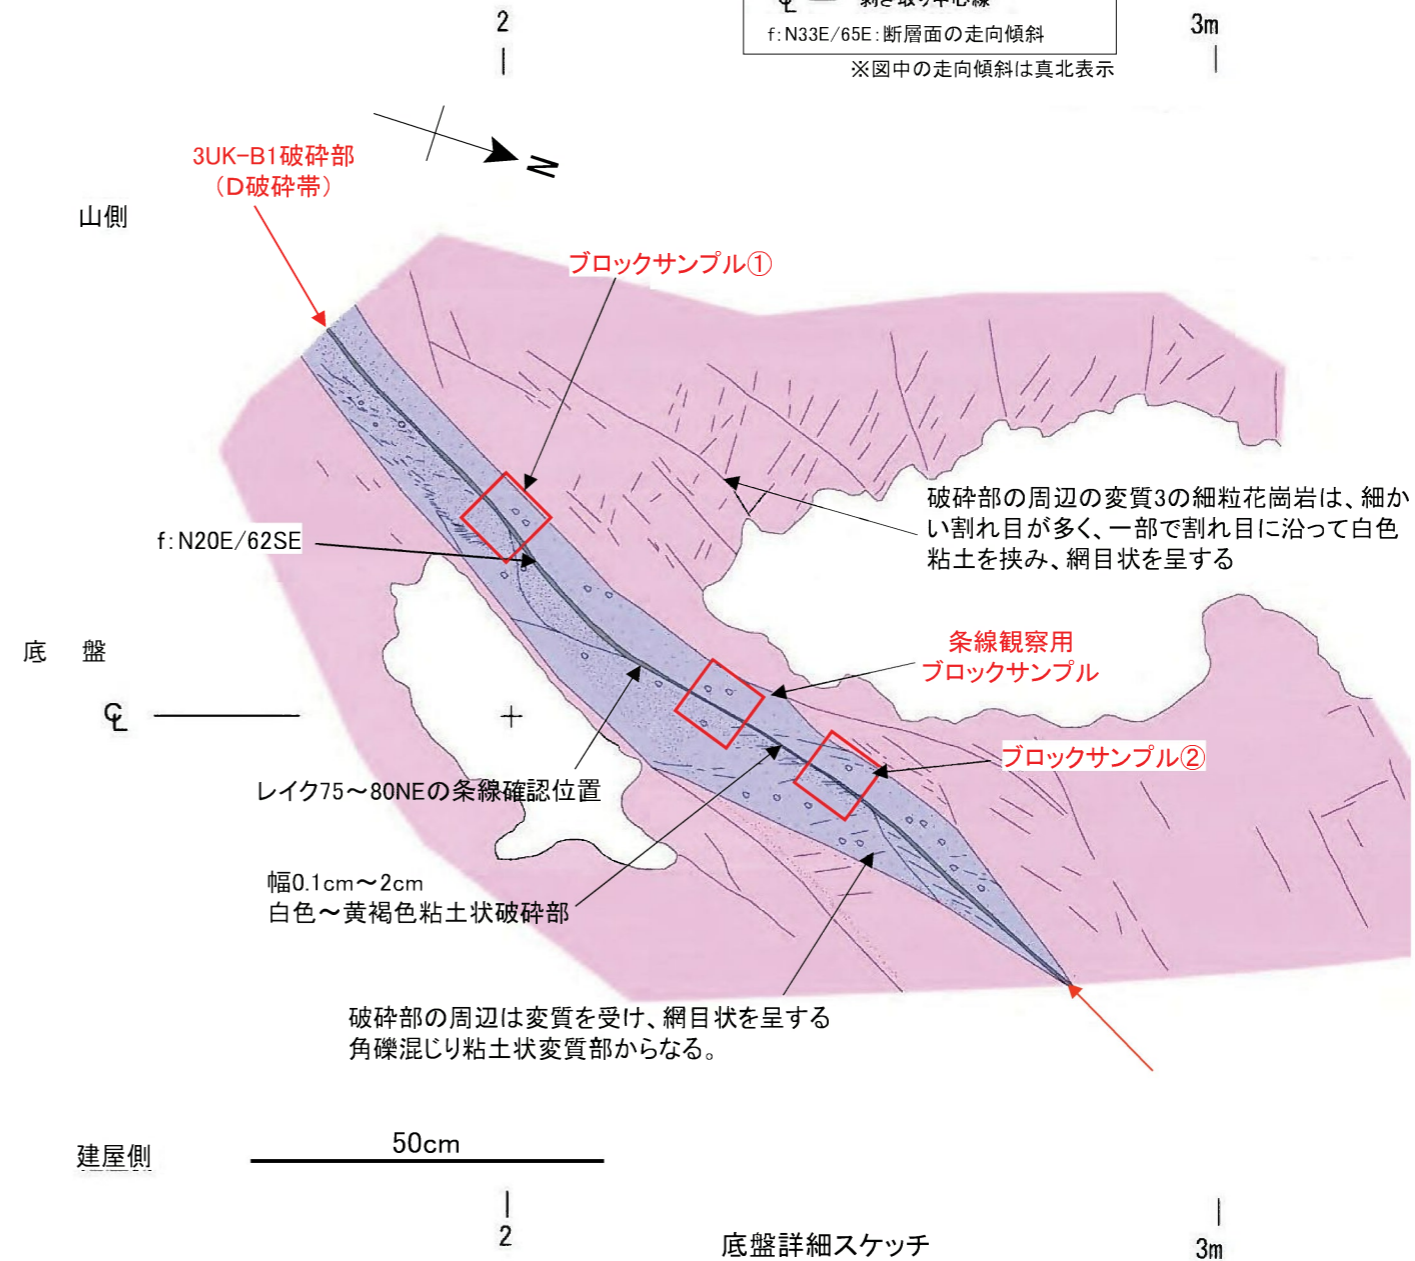 剥ぎ取り中心線
f:N33E/65E:断層面の走向傾斜
※図中の走向傾斜は真北表示
2
3m
N
3UK-B1破砕部
(D破砕帯)
山側
ブロックサンプル①
破砕部の周辺の変質3の細粒花崗岩は、細か
い割れ目が多く、一部で割れ目に沿って白色
粘土を挟み、網目状を呈する
f:N20E/62SE
条線観察用
ブロックサンプル
底 盤
℄
ブロックサンプル②
レイク75~80NEの条線確認位置
幅0.1cm~2cm
白色~黄褐色粘土状破砕部
破砕部の周辺は変質を受け、網目状を呈する
角礫混じり粘土状変質部からなる。
建屋側
50cm
2
底盤詳細スケッチ
3m